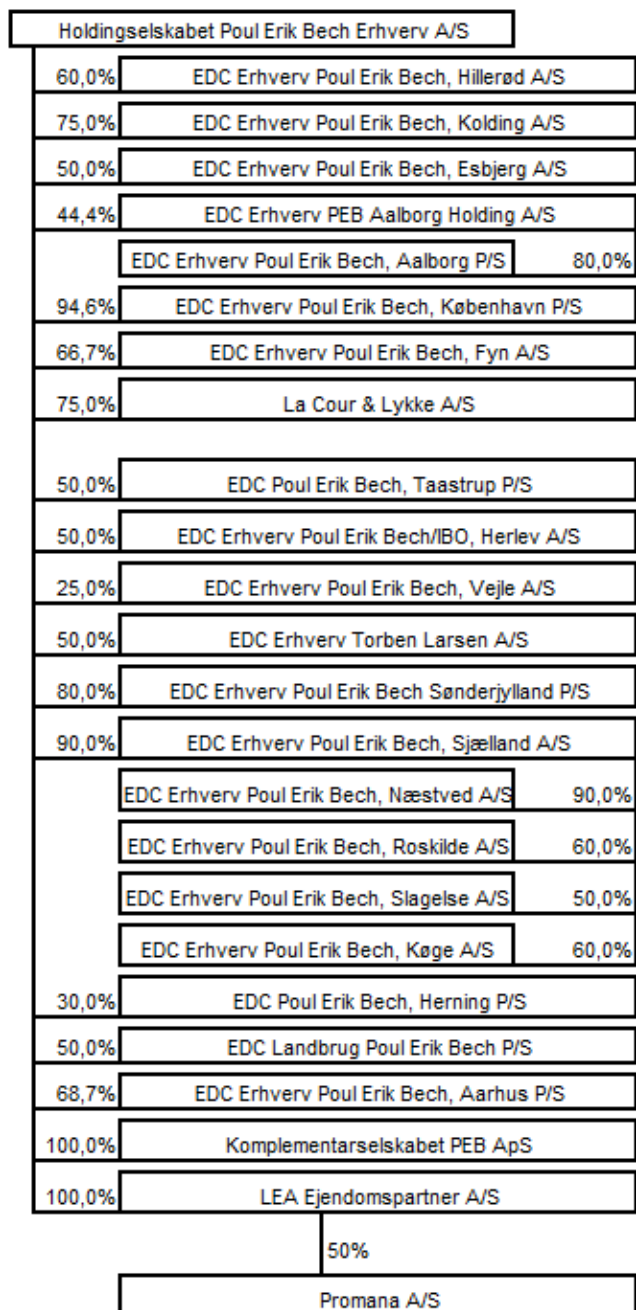 Holdingselskabet Poul Erik Bech Erhverv A/S
60,0% EDC Erhverv Poul Erik Bech, Hillerød A/S
75,0% EDC Erhverv Poul Erik Bech, Kolding A/S
50,0% EDC Erhverv Poul Erik Bech, Esbjerg A/S
44,4% EDC Erhverv PEB Aalborg Holding A/S
EDC Erhverv Poul Erik Bech, Aalborg P/S 80,0%
94,6% EDC Erhverv Poul Erik Bech, København P/S
66,7% EDC Erhverv Poul Erik Bech, Fyn A/S
75,0% La Cour & Lykke A/S
50,0% EDC Poul Erik Bech, Taastrup P/S
50,0% EDC Erhverv Poul Erik Bech/IBO, Herlev A/S
25,0% EDC Erhverv Poul Erik Bech, Vejle A/S
50,0% EDC Erhverv Torben Larsen A/S
80,0% EDC Erhverv Poul Erik Bech Sønderjylland P/S
90,0% EDC Erhverv Poul Erik Bech, Sjælland A/S
EDC Erhverv Poul Erik Bech, Næstved A/S 90,0%
EDC Erhverv Poul Erik Bech, Roskilde A/S 60,0%
EDC Erhverv Poul Erik Bech, Slagelse A/S 50,0%
EDC Erhverv Poul Erik Bech, Køge A/S 60,0%
30,0% EDC Poul Erik Bech, Herning P/S
50,0% EDC Landbrug Poul Erik Bech P/S
68,7% EDC Erhverv Poul Erik Bech, Aarhus P/S
100,0% Komplementarselskabet PEB ApS
100,0% LEA Ejendomspartner A/S
50%
Promana A/S